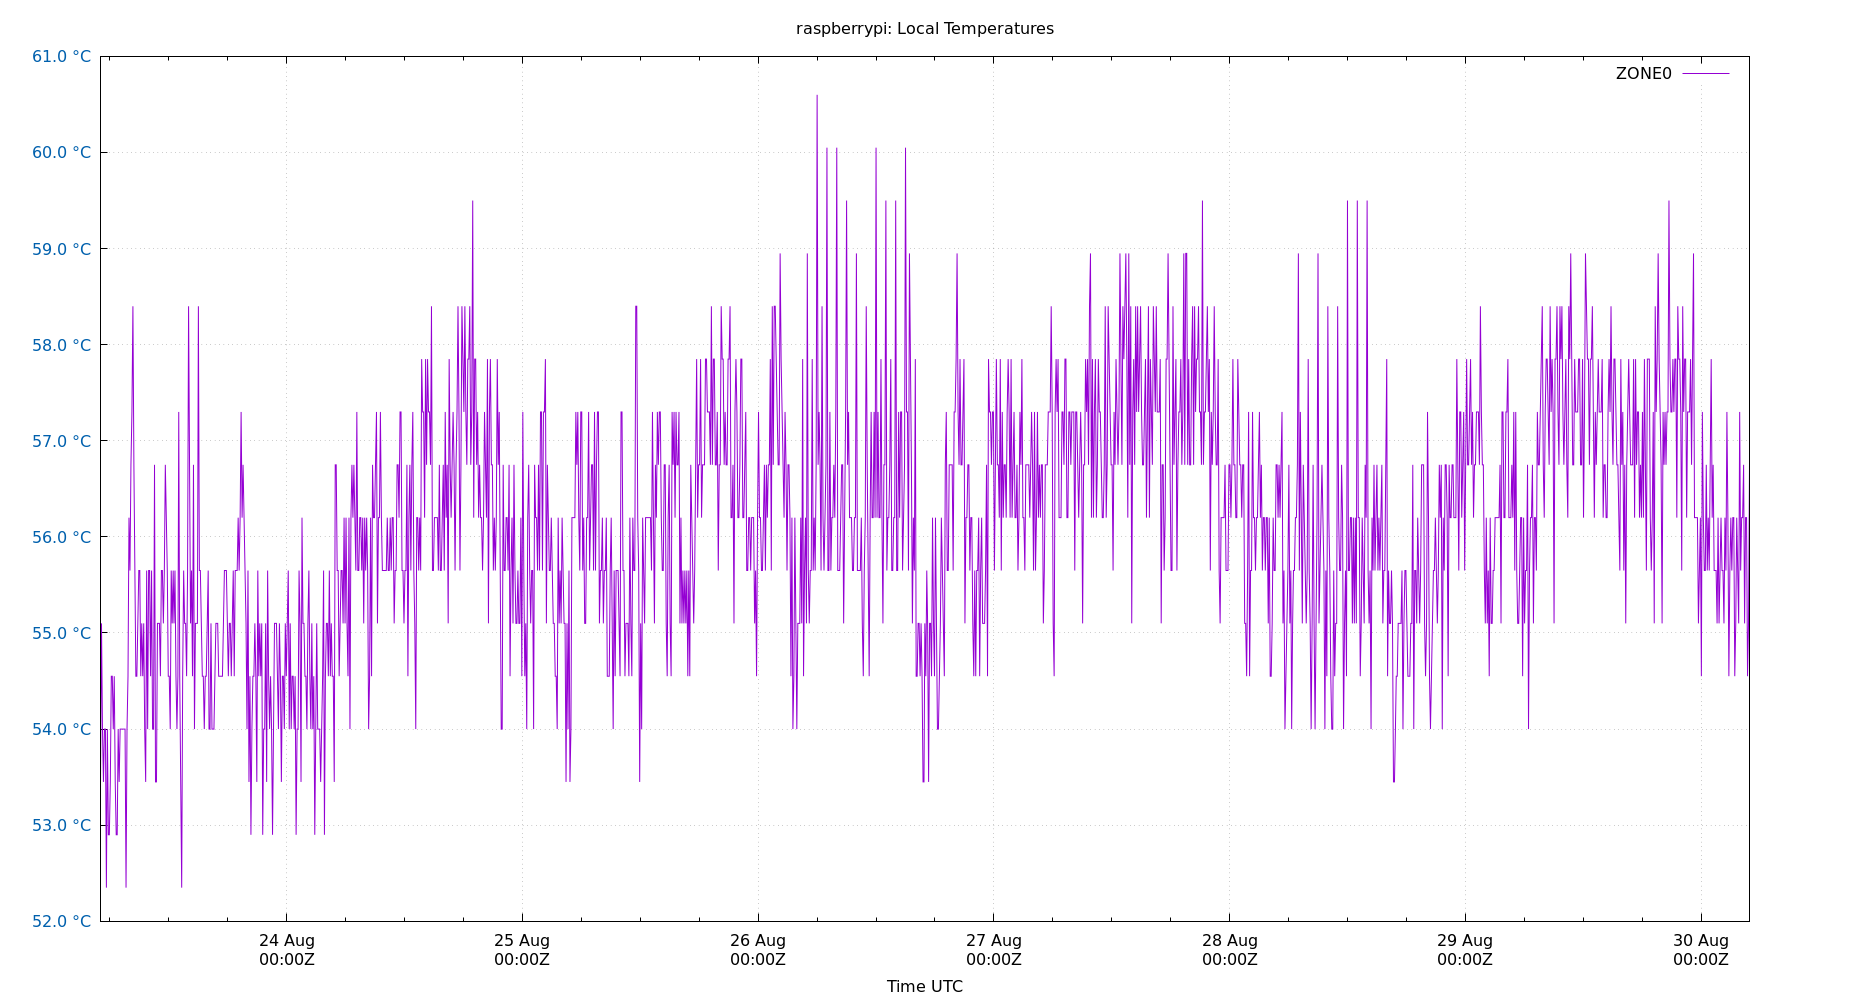 raspberrypi: Local Temperatures
61.0 °C
ZONE0
60.0 °C
59.0 °C
58.0 °C
57.0 °C
56.0 °C
55.0 °C
54.0 °C
53.0 °C
52.0 °C
24 Aug 25 Aug 26 Aug 27 Aug 28 Aug 29 Aug 30 Aug
00:00Z 00:00Z 00:00Z 00:00Z 00:00Z 00:00Z 00:00Z
Time UTC